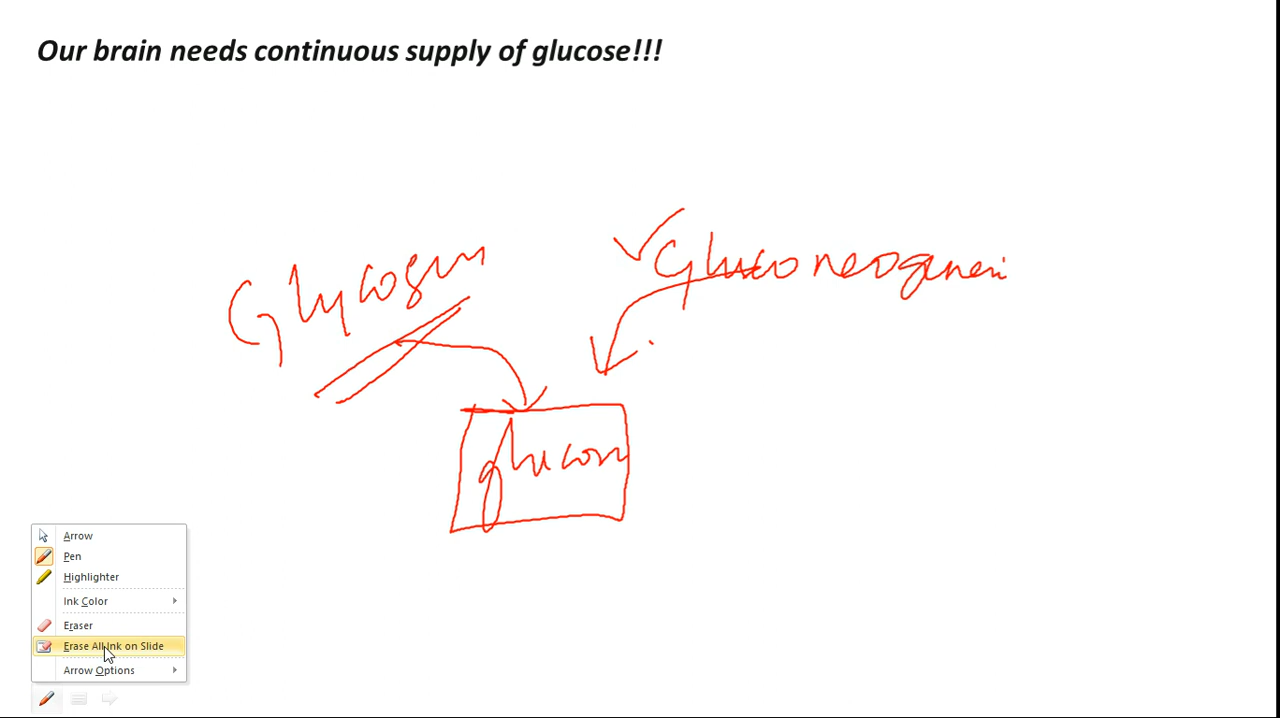 Our brain needs continuous supply of glucose!!!
Glycogen
Gluconeogenesi
glucose
Arrow
Pen
Highlighter
Ink Color
Eraser
Erase All Ink on Slide
Arrow Options